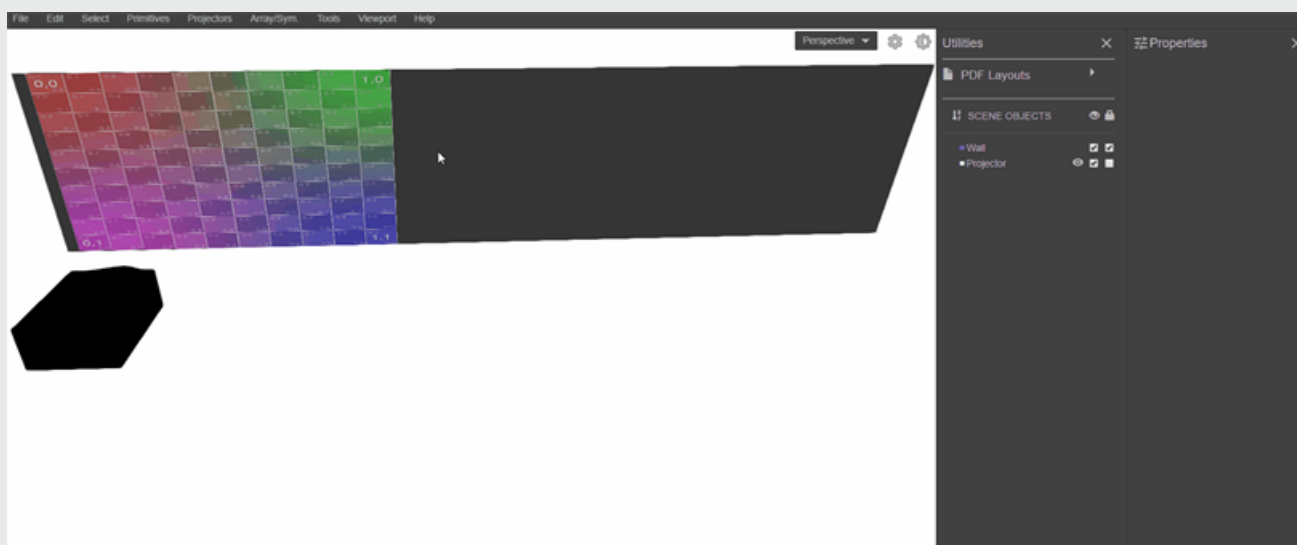 File Edit Select Primitives Projectors Array/Sym. Tools Viewport Help
Perspective
Utilities
Properties
PDF Layouts
SCENE OBJECTS
Wall
Projector
0,0
1,0
0,1
1,1